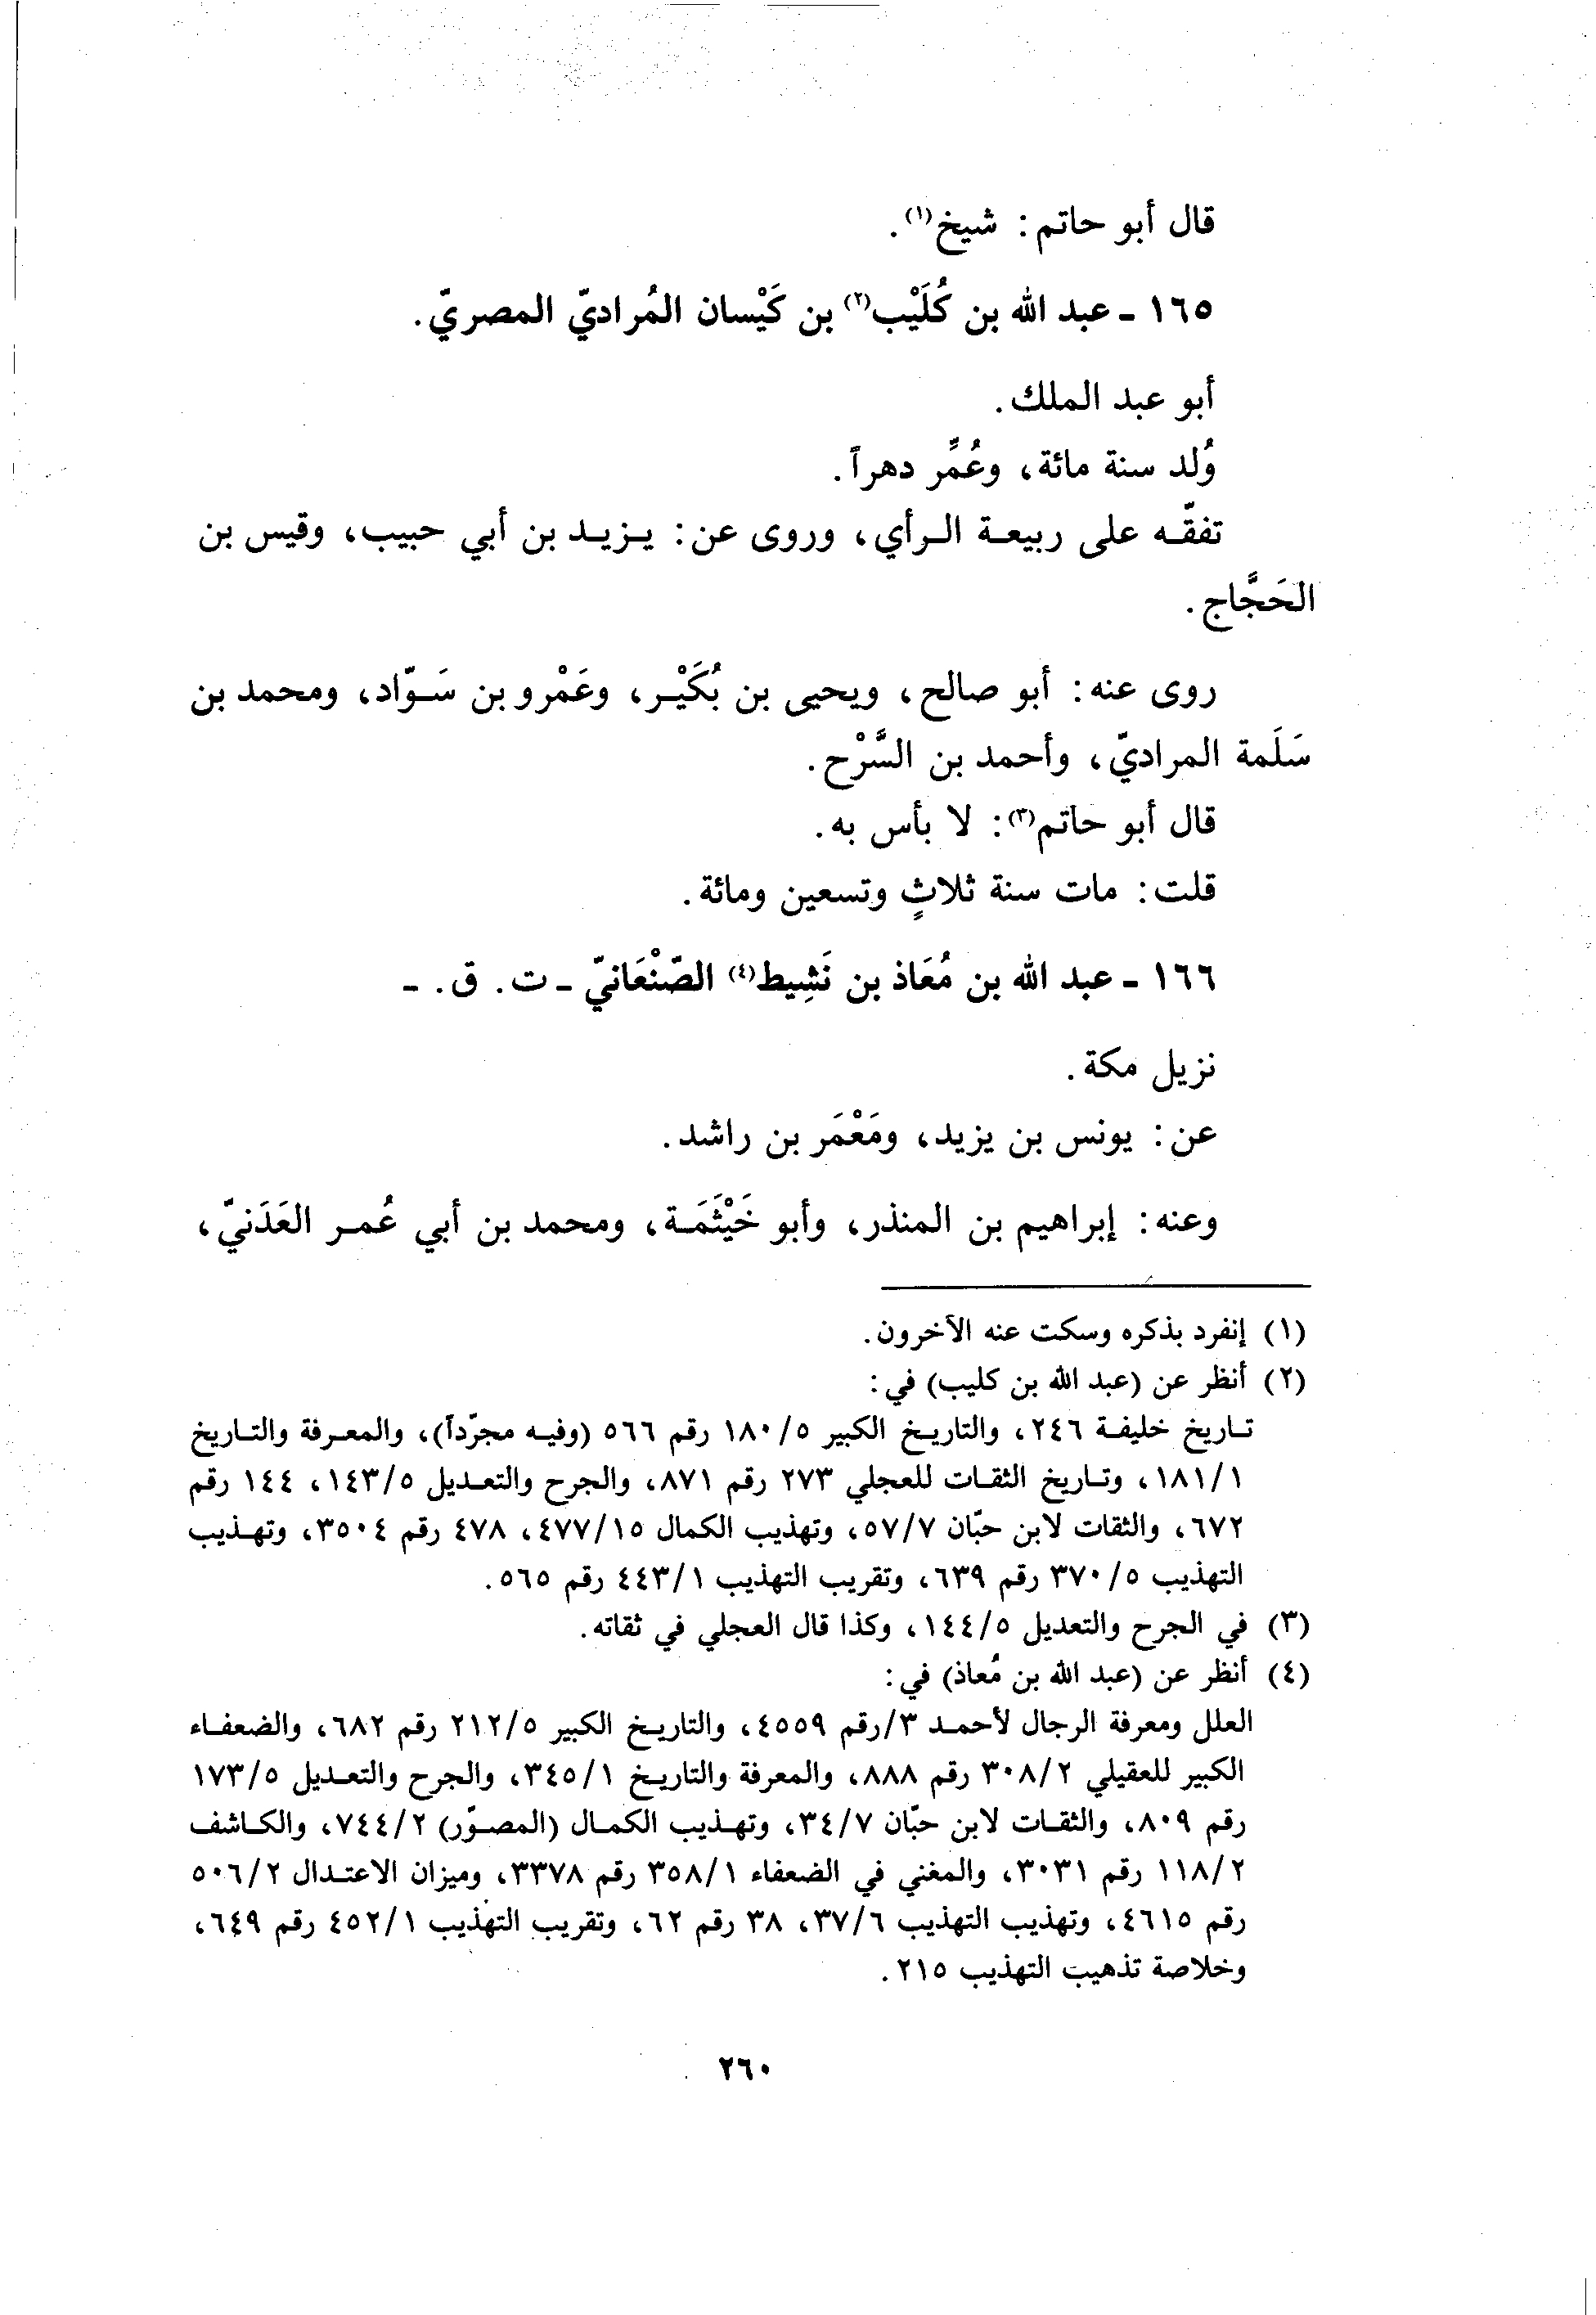 قال أبو حاتم: شيخ(١).
١٦٥ - عبد الله بن كُلَيْب(٢) بن كَيْسان المُراديّ المصريّ.
أبو عبد الملك.
وُلد سنة مائة، وعُمِّر دهراً.
تفقّه على ربيعة الرأي، وروى عن: يزيد بن أبي حبيب، وقيس بن
الحَجَّاج.
روى عنه: أبو صالح، ويحيى بن بُكَيْر، وعَمْرو بن سَوّاد، ومحمد بن
سَلَمة المراديّ، وأحمد بن السَّرْح.
قال أبو حاتم(٣): لا بأس به.
قلت: مات سنة ثلاثٍ وتسعين ومائة.
١٦٦ - عبد الله بن مُعَاذ بن نَشِيط(٤) الصّنْعَانيّ - ت. ق. -
نزيل مكة.
عن: يونس بن يزيد، ومَعْمَر بن راشد.
وعنه: إبراهيم بن المنذر، وأبو خَيْثَمَة، ومحمد بن أبي عُمر العَدَنيّ،
(١) إنفرد بذكره وسكت عنه الآخرون.
(٢) أنظر عن (عبد الله بن كليب) في:
تاريخ خليفة ٢٤٦، والتاريخ الكبير ١٨٠/٥ رقم ٥٦٦ (وفيه مجرّداً)، والمعرفة والتاريخ
١٨١/١، وتاريخ الثقات للعجلي ٢٧٣ رقم ٨٧١، والجرح والتعديل ١٤٣/٥، ١٤٤ رقم
٦٧٢، والثقات لابن حبّان ٥٧/٧، وتهذيب الكمال ٤٧٧/١٥، ٤٧٨ رقم ٣٥٠٤، وتهذيب
التهذيب ٣٧٠/٥ رقم ٦٣٩، وتقريب التهذيب ٤٤٣/١ رقم ٥٦٥.
(٣) في الجرح والتعديل ١٤٤/٥، وكذا قال العجلي في ثقاته.
(٤) أنظر عن (عبد الله بن مُعاذ) في:
العلل ومعرفة الرجال لأحمد ٣/رقم ٤٥٥٩، والتاريخ الكبير ٢١٢/٥ رقم ٦٨٢، والضعفاء
الكبير للعقيلي ٣٠٨/٢ رقم ٨٨٨، والمعرفة والتاريخ ٣٤٥/١، والجرح والتعديل ١٧٣/٥
رقم ٨٠٩، والثقات لابن حبّان ٣٤/٧، وتهذيب الكمال (المصوّر) ٧٤٤/٢، والكاشف
١١٨/٢ رقم ٣٠٣١، والمغني في الضعفاء ٣٥٨/١ رقم ٣٣٧٨، وميزان الاعتدال ٥٠٦/٢
رقم ٤٦١٥، وتهذيب التهذيب ٣٧/٦، ٣٨ رقم ٦٢، وتقريب التهذيب ٤٥٢/١ رقم ٦٤٩،
وخلاصة تذهيب التهذيب ٢١٥.
٢٦٠